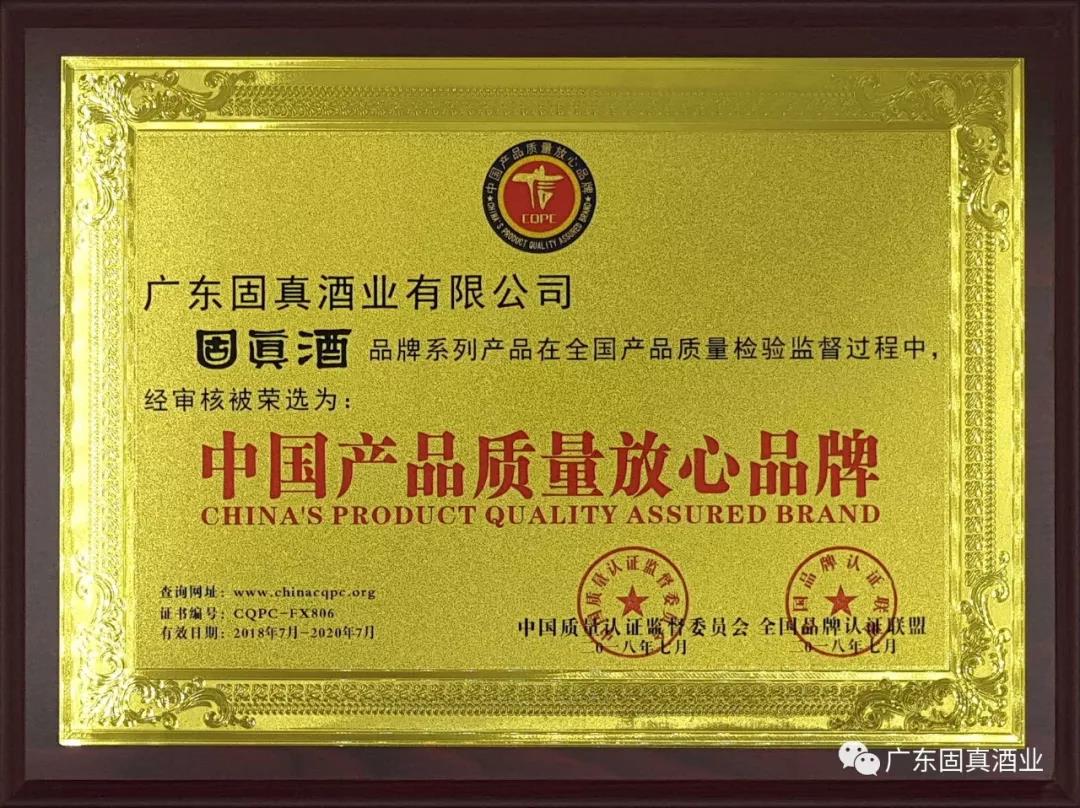 中国产品质量放心品牌
CQPC
CHINA'S PRODUCT QUALITY ASSURED BRAND
广东固真酒业有限公司
固真酒 品牌系列产品在全国产品质量检验监督过程中，
经审核被荣选为：
中国产品质量放心品牌
CHINA'S PRODUCT QUALITY ASSURED BRAND
查询网址：www.chinacqpc.org
证书编号：CQPC-FX806
有效日期：2018年7月-2020年7月
中国质量认证监督委员会 全国品牌认证联盟
〇一八年七月 〇一八年七月
广东固真酒业